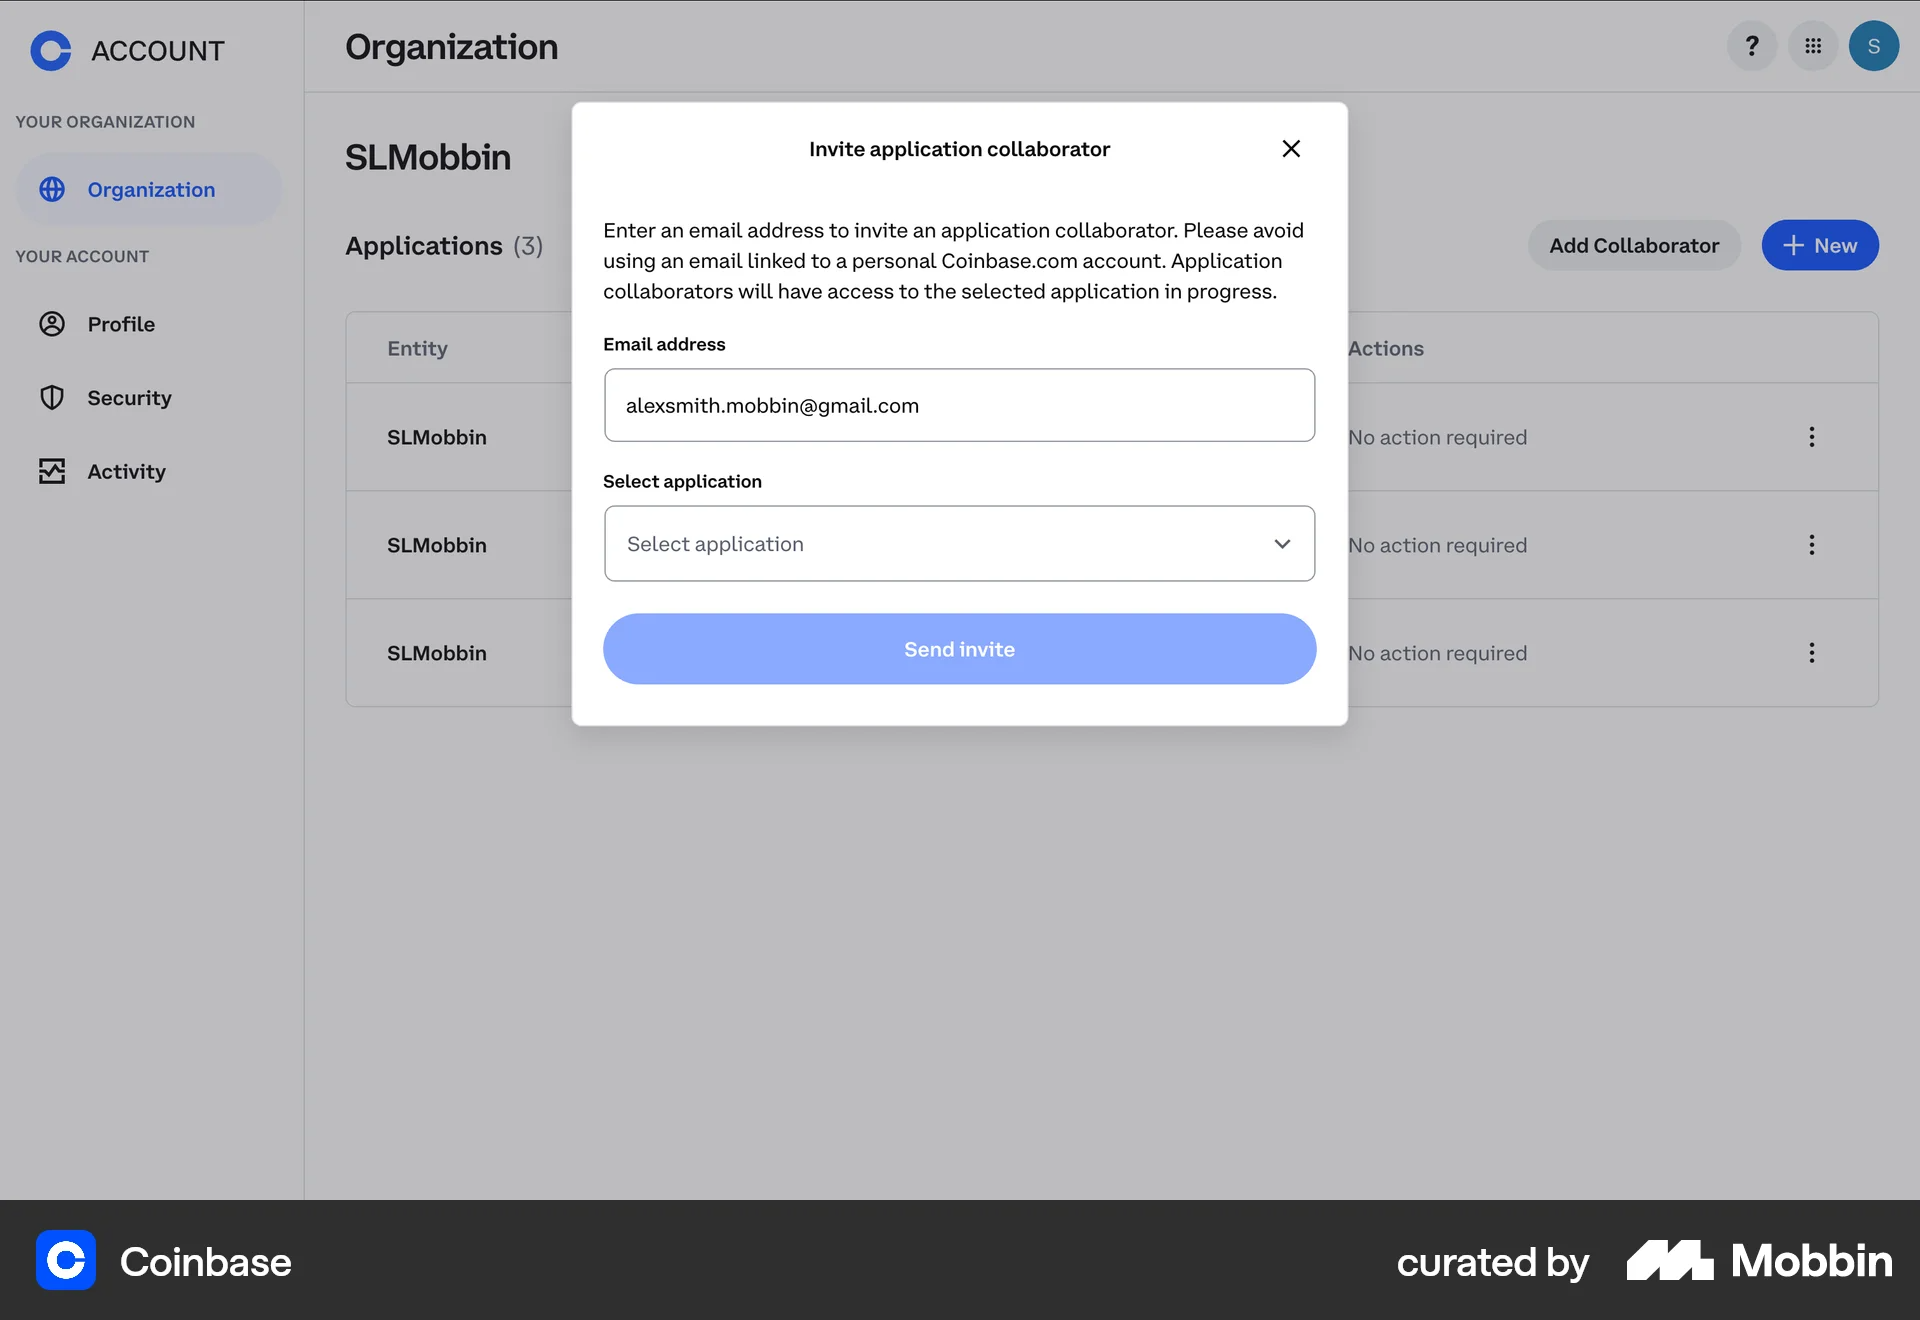 ACCOUNT
Organization
?
S
YOUR ORGANIZATION
Organization
YOUR ACCOUNT
Profile
Security
Activity
SLMobbin
Applications (3)
Add Collaborator
+ New
Entity
Actions
SLMobbin
No action required
SLMobbin
No action required
SLMobbin
No action required
Invite application collaborator
Enter an email address to invite an application collaborator. Please avoid
using an email linked to a personal Coinbase.com account. Application
collaborators will have access to the selected application in progress.
Email address
alexsmith.mobbin@gmail.com
Select application
Select application
Send invite
Coinbase
curated by
Mobbin